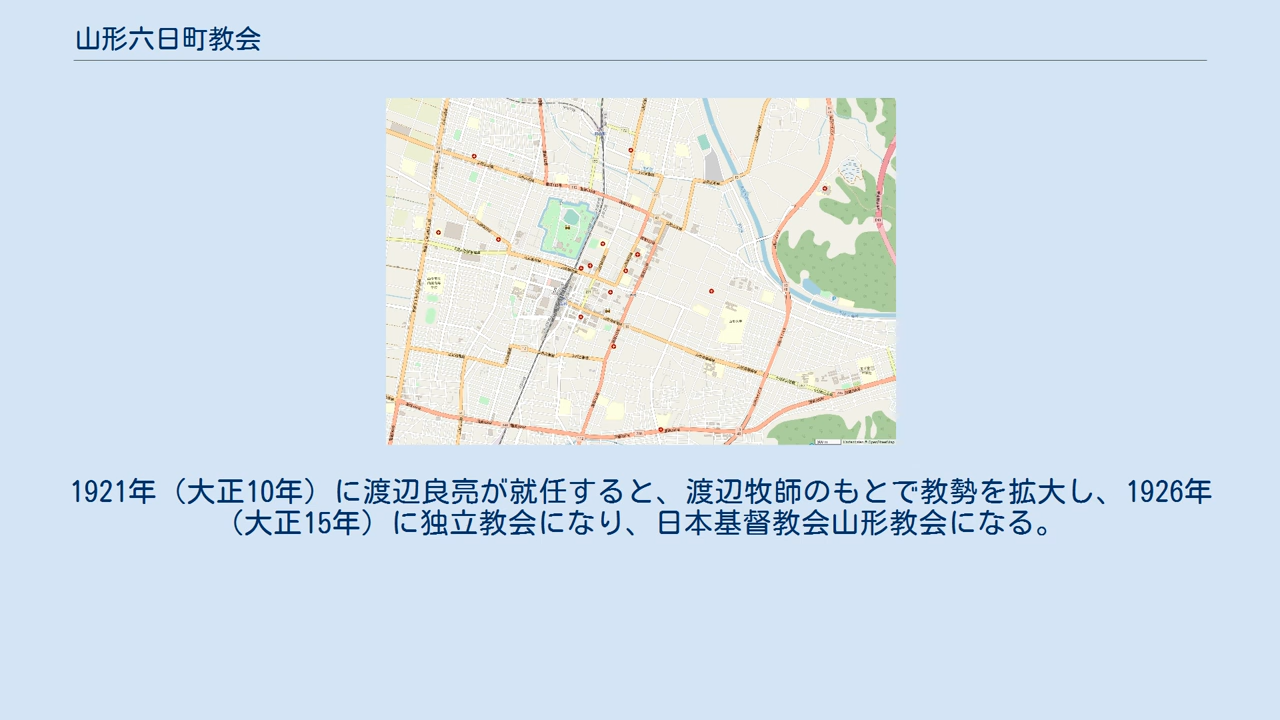 山形六日町教会
1921年（大正10年）に渡辺良亮が就任すると、渡辺牧師のもとで教勢を拡大し、1926年
（大正15年）に独立教会になり、日本基督教会山形教会になる。